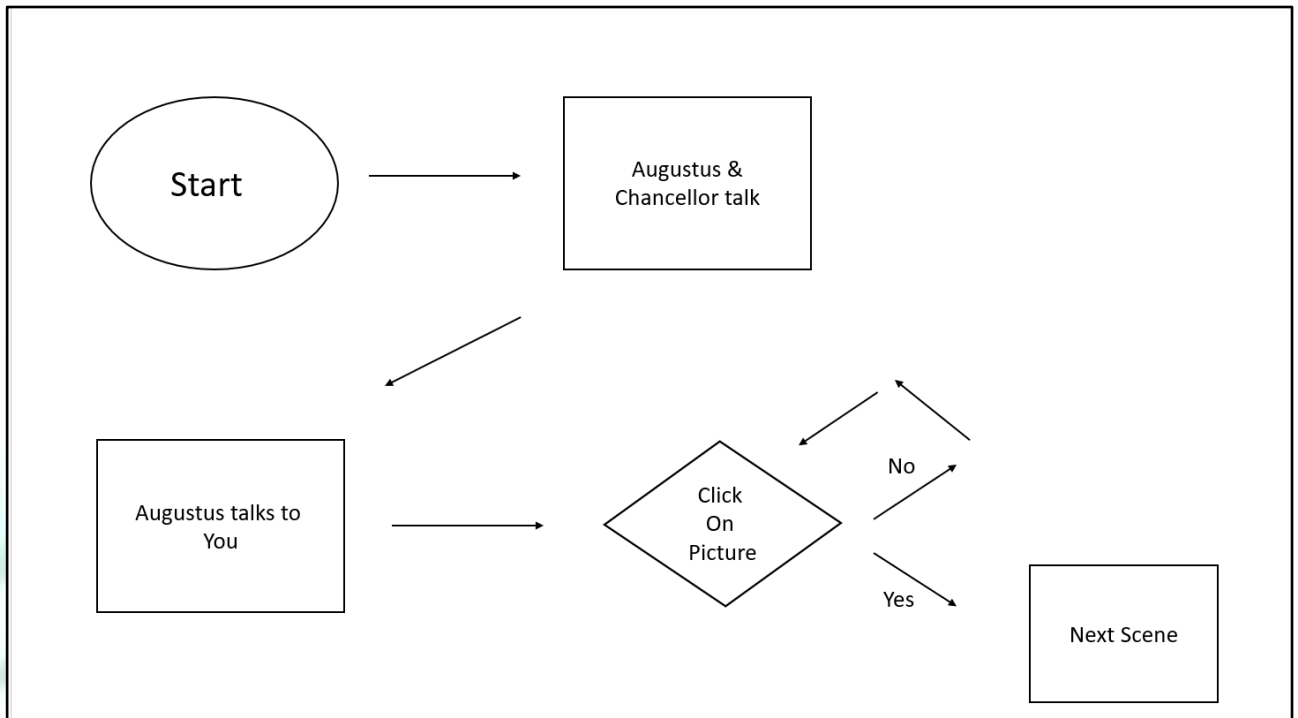 Start
Augustus &
Chancellor talk
Augustus talks to
You
Click
On
Picture
No
Yes
Next Scene